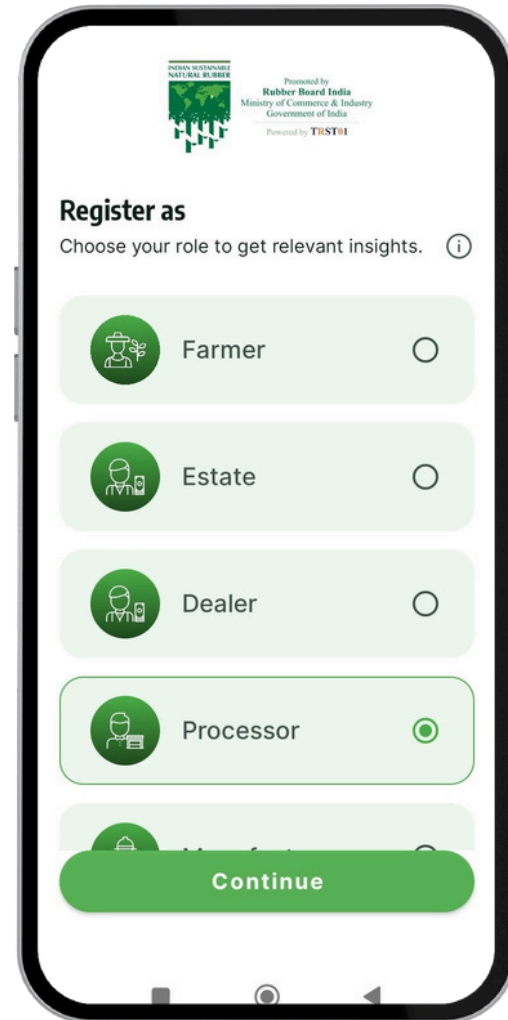 INDIAN SUSTAINABLE
NATURAL RUBBER
Promoted by
Rubber Board India
Ministry of Commerce & Industry
Government of India
Powered by TRST01
Register as
Choose your role to get relevant insights.
Farmer
Estate
Dealer
Processor
Continue